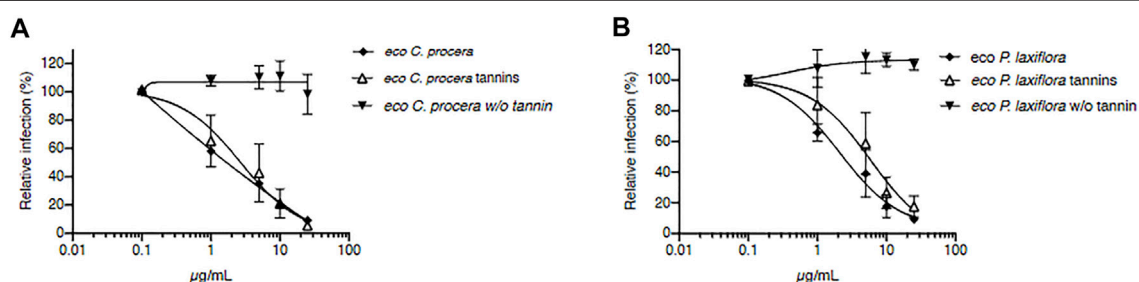 A
Relative infection (%)
120
100
80
60
40
20
0
0.01
0.1
1
10
100
µg/mL
eco C. procera
eco C. procera tannins
eco C. procera w/o tannin
B
Relative infection (%)
120
100
80
60
40
20
0
0.01
0.1
1
10
100
µg/mL
eco P. laxiflora
eco P. laxiflora tannins
eco P. laxiflora w/o tannin